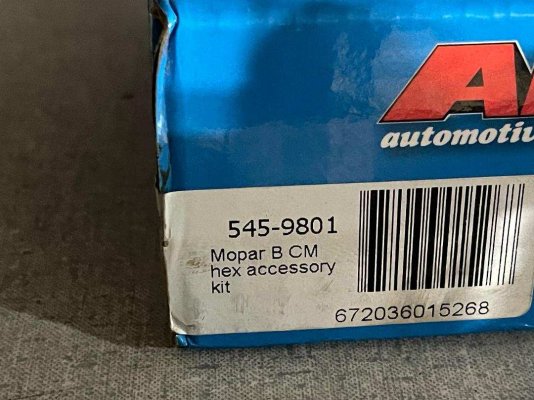 automotiv
545-9801
Mopar B CM
hex accessory
kit
672036015268